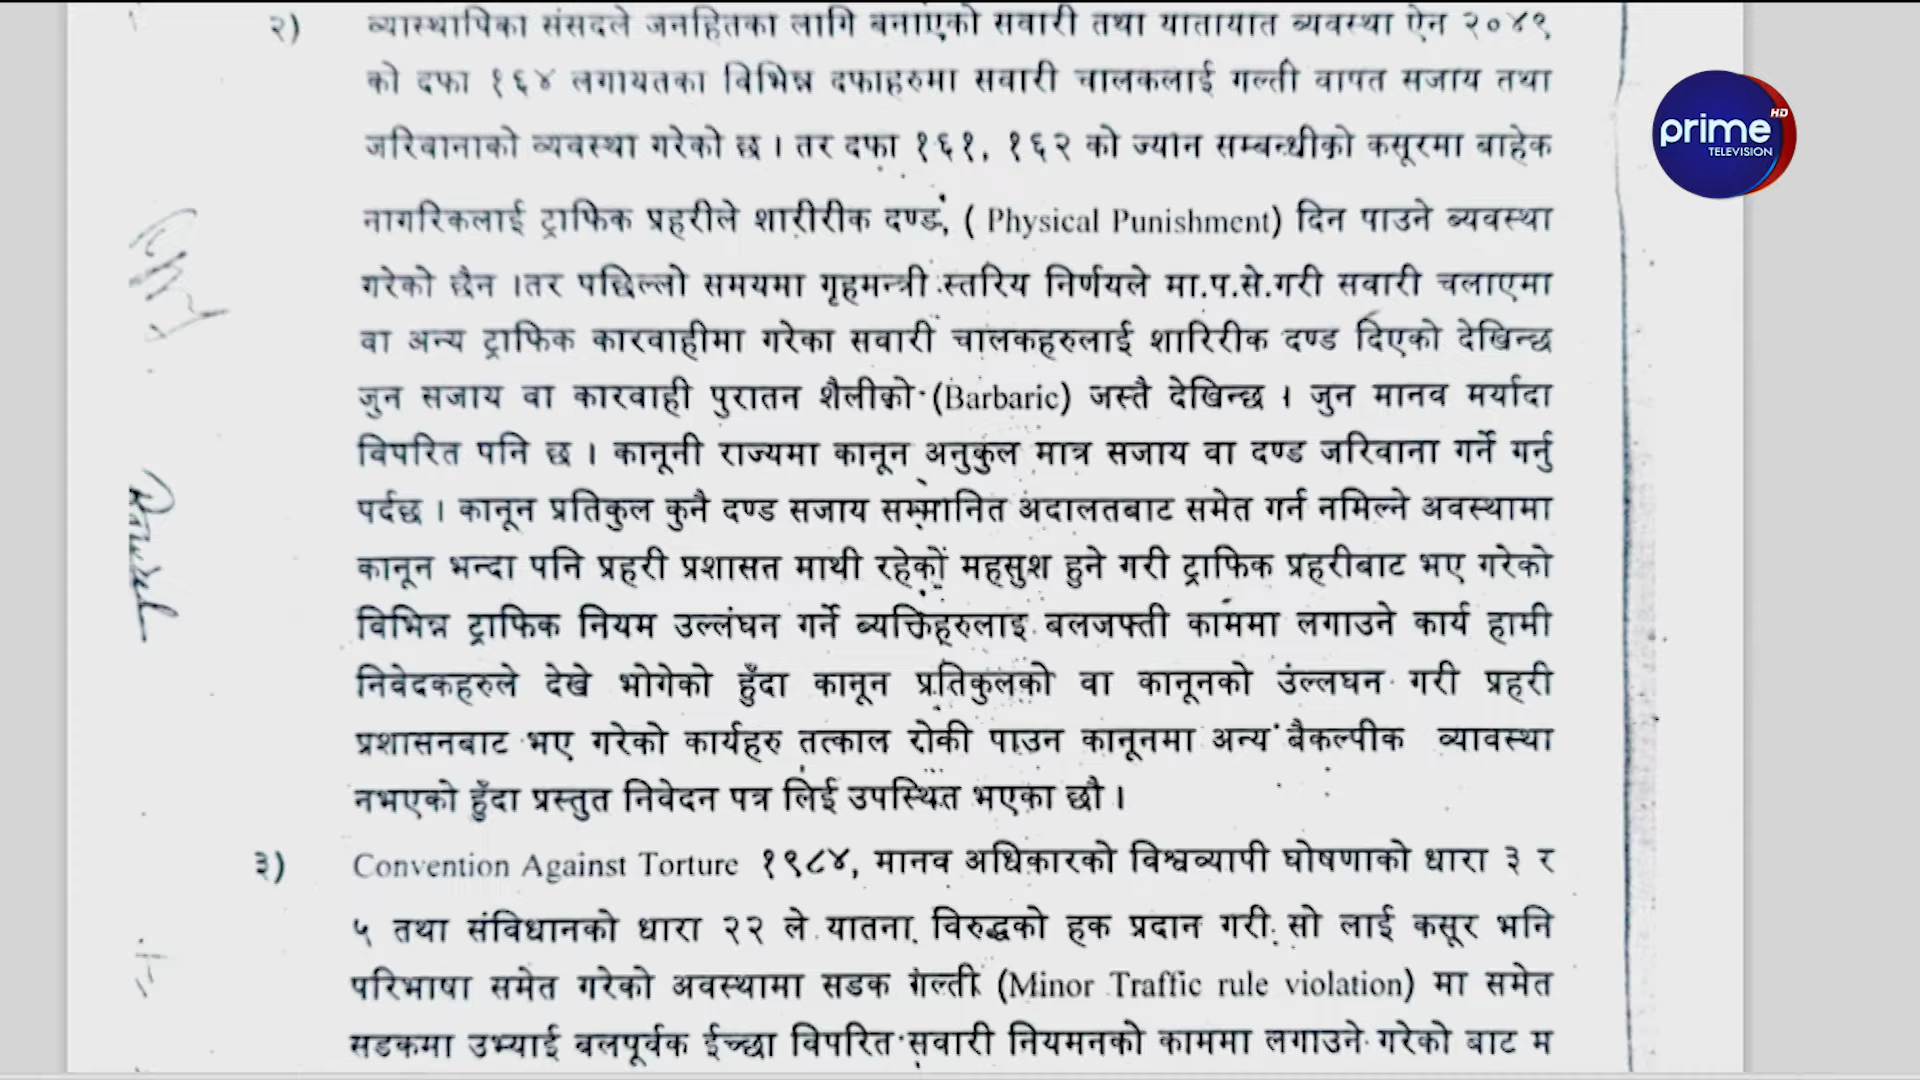 २) व्यास्थापिका संसदले जनहितका लागि बनाएको सवारी तथा यातायात व्यवस्था ऐन २०४९
को दफा १६४ लगायतका विभिन्न दफाहरुमा सवारी चालकलाई गल्ती वापत सजाय तथा
जरिवानाको व्यवस्था गरेको छ । तर दफा १६१, १६२ को ज्यान सम्बन्धीको कसूरमा बाहेक
नागरिकलाई ट्राफिक प्रहरीले शारीरीक दण्ड, ( Physical Punishment) दिन पाउने ब्यवस्था
गरेको छैन ।तर पछिल्लो समयमा गृहमन्त्री स्तरिय निर्णयले मा.प.से.गरी सवारी चलाएमा
वा अन्य ट्राफिक कारवाहीमा गरेका सवारी चालकहरुलाई शारिरीक दण्ड दिएको देखिन्छ
जुन सजाय वा कारवाही पुरातन शैलीको (Barbaric) जस्तै देखिन्छ । जुन मानव मर्यादा
विपरित पनि छ । कानूनी राज्यमा कानून अनुकुल मात्र सजाय वा दण्ड जरिवाना गर्ने गर्नु
पर्दछ । कानून प्रतिकुल कुनै दण्ड सजाय सम्मानित अदालतबाट समेत गर्न नमिल्ने अवस्थामा
कानून भन्दा पनि प्रहरी प्रशासत माथी रहेको महसुश हुने गरी ट्राफिक प्रहरीबाट भए गरेको
विभिन्न ट्राफिक नियम उल्लंघन गर्ने ब्यक्तिहरुलाइ बलजफ्ती काममा लगाउने कार्य हामी
निवेदकहरुले देखे भोगेको हुँदा कानून प्रतिकुलको वा कानूनको उंल्लघन गरी प्रहरी
प्रशासनबाट भए गरेको कार्यहरु तत्काल रोकी पाउन कानूनमा अन्य बैकल्पीक व्यावस्था
नभएको हुँदा प्रस्तुत निवेदन पत्र लिई उपस्थित भएका छौ ।
३) Convention Against Torture १९८४, मानव अधिकारको विश्वव्यापी घोषणाको धारा ३ र
५ तथा संविधानको धारा २२ ले यातना विरुद्धको हक प्रदान गरी सो लाई कसूर भनि
परिभाषा समेत गरेको अवस्थामा सडक गल्ती (Minor Traffic rule violation) मा समेत
सडकमा उभ्याई बलपूर्वक ईच्छा विपरित सवारी नियमनको काममा लगाउने गरेको बाट म
prime HD
TELEVISION